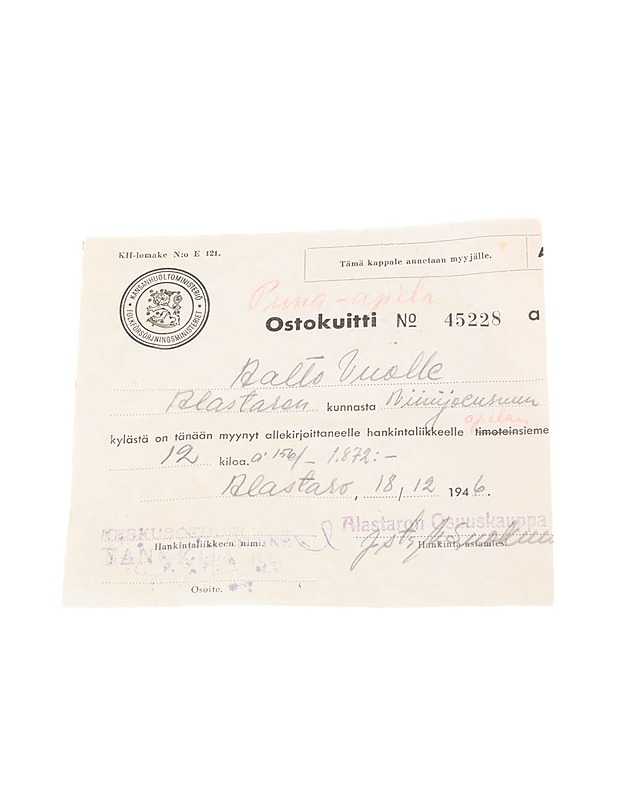 KH-lomake N:o E 121.
Tämä kappale annetaan myyjälle.
KANSANHUOLTOMINISTERIÖ
FOLKFÖRSÖRJNINGSMINISTERIET
Puna-apila
Ostokuitti № 45228 a
Aalto Vuolle
Alastaron kunnasta
apilan
kylästä on tänään myynyt allekirjoittaneelle hankintaliikkeelle timoteinsieme
12 kiloa. a' 156/- 1.872:-
Alastaro, 18/12 1946.
Alastaron Osuuskauppa
Hankintaliikkeen nimi
Hankinta-asiamies.
Osoite.